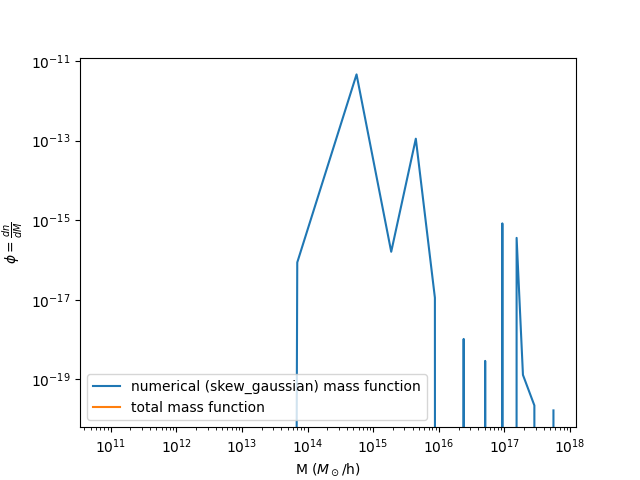 10⁻¹¹
10⁻¹³
10⁻¹⁵
10⁻¹⁷
10⁻¹⁹
ϕ = dn/dM
numerical (skew_gaussian) mass function
total mass function
10¹¹ 10¹² 10¹³ 10¹⁴ 10¹⁵ 10¹⁶ 10¹⁷ 10¹⁸
M (M⊙/h)